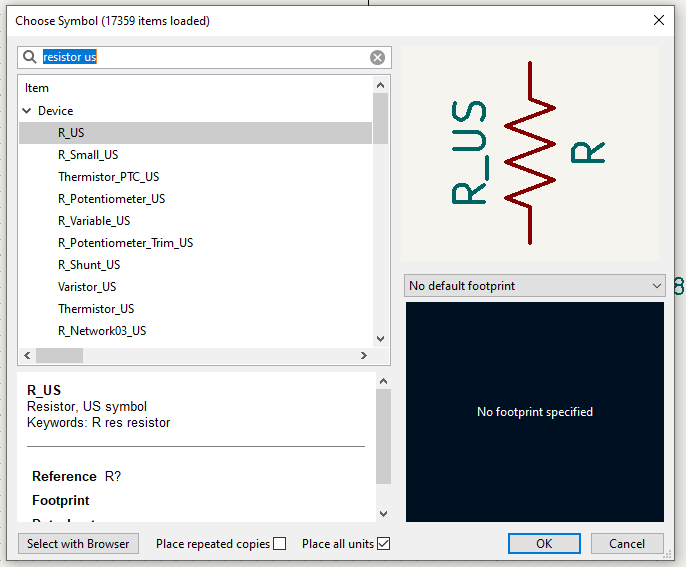 Choose Symbol (17359 items loaded)
resistor us
Item
Device
R_US
R_Small_US
Thermistor_PTC_US
R_Potentiometer_US
R_Variable_US
R_Potentiometer_Trim_US
R_Shunt_US
Varistor_US
Thermistor_US
R_Network03_US
R_US
R
No default footprint
8
No footprint specified
R_US
Resistor, US symbol
Keywords: R res resistor
Reference R?
Footprint
Select with Browser
Place repeated copies
Place all units
OK
Cancel